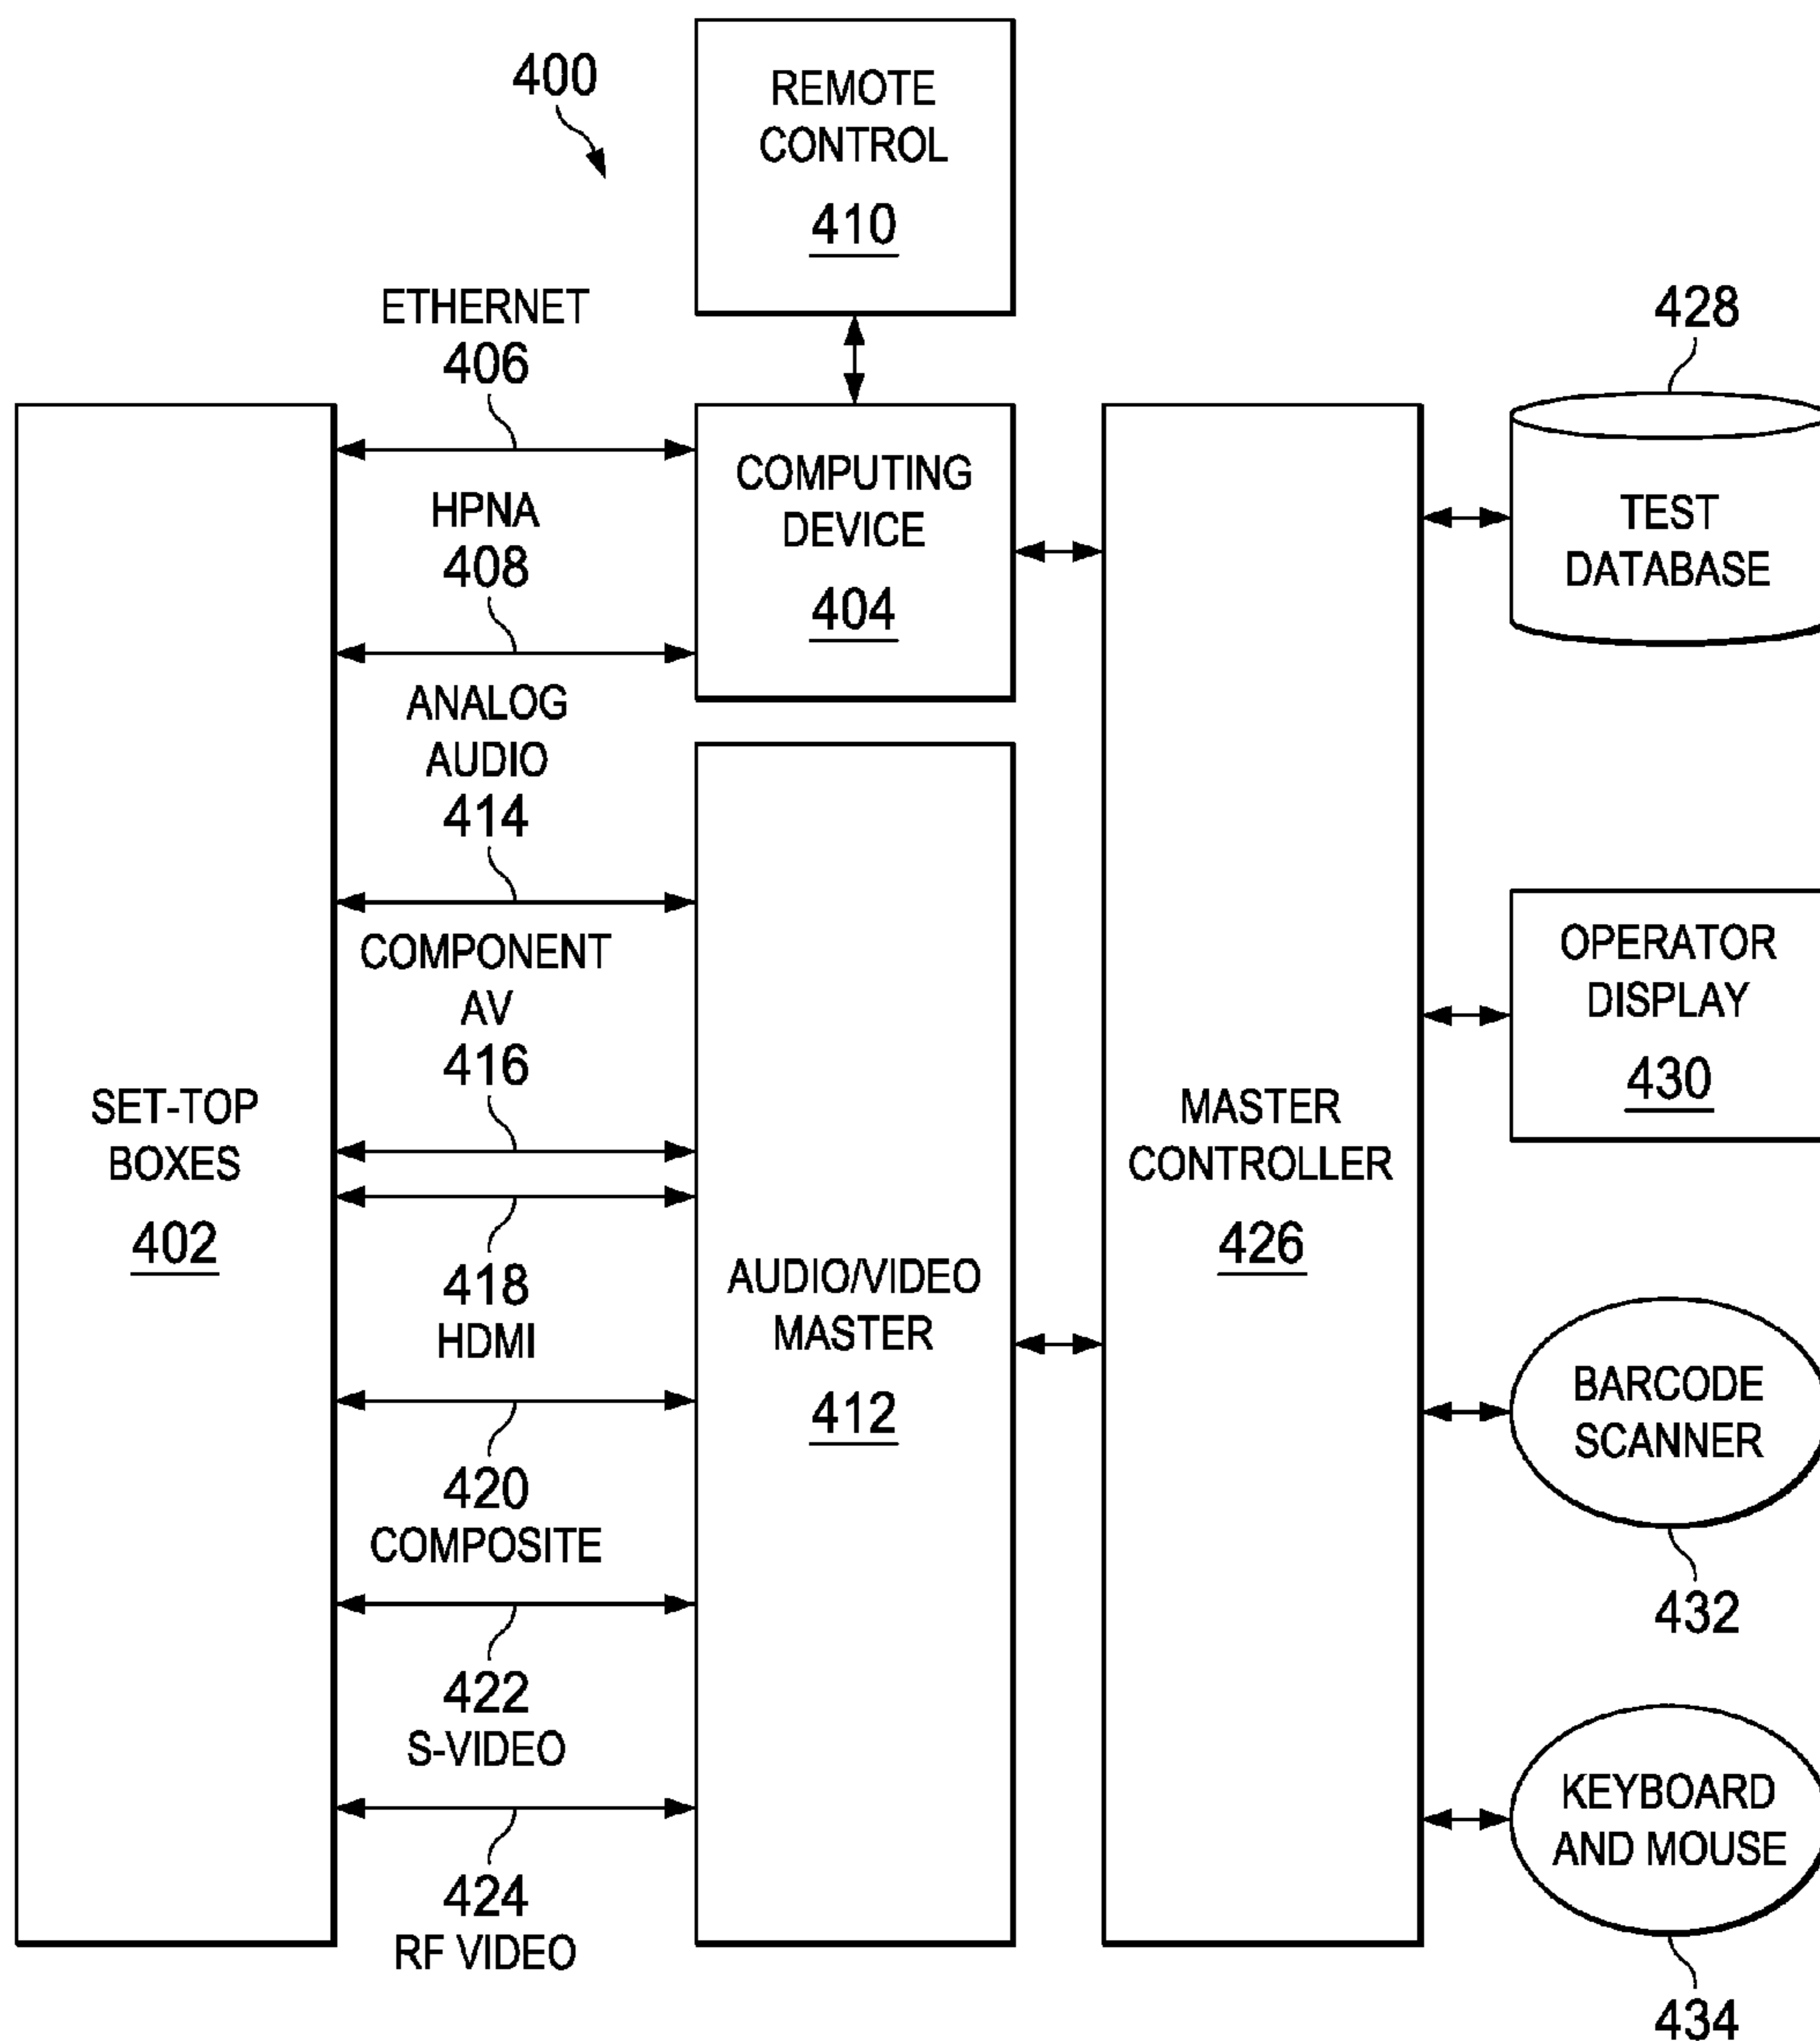 400
REMOTE
CONTROL
410
ETHERNET
406
HPNA
408
ANALOG
AUDIO
414
COMPONENT
AV
416
418
HDMI
420
COMPOSITE
422
S-VIDEO
424
RF VIDEO
SET-TOP
BOXES
402
COMPUTING
DEVICE
404
AUDIO/VIDEO
MASTER
412
MASTER
CONTROLLER
426
428
TEST
DATABASE
OPERATOR
DISPLAY
430
BARCODE
SCANNER
432
KEYBOARD
AND MOUSE
434